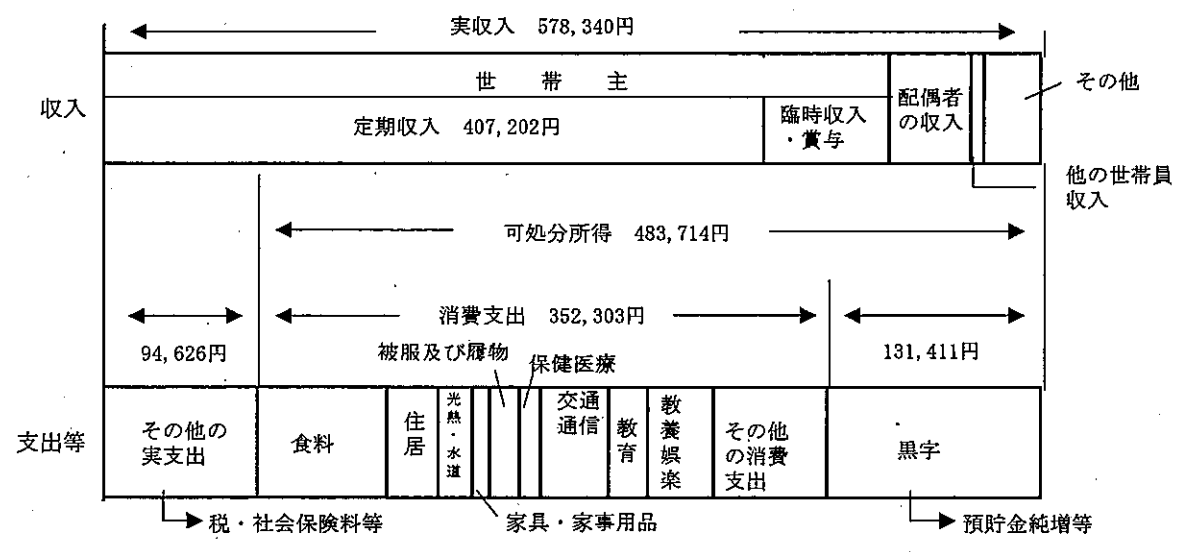 実収入 578,340円
世帯主
その他
収入
定期収入 407,202円
臨時収入
・賞与
配偶者
の収入
他の世帯員
収入
可処分所得 483,714円
消費支出 352,303円
94,626円
被服及び履物
保健医療
131,411円
支出等
その他の
実支出
食料
住居
光熱・水道
交通
通信
教育
教養娯楽
その他
の消費
支出
黒字
税・社会保険料等
家具・家事用品
預貯金純増等